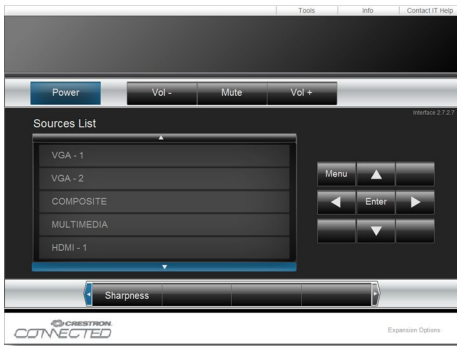 Tools Info Contact IT Help
Power Vol - Mute Vol +
Interface 2.7.2.7
Sources List
VGA - 1
VGA - 2
COMPOSITE
MULTIMEDIA
HDMI - 1
Menu
Enter
Sharpness
CRESTRON
CONNECTED
Expansion Options